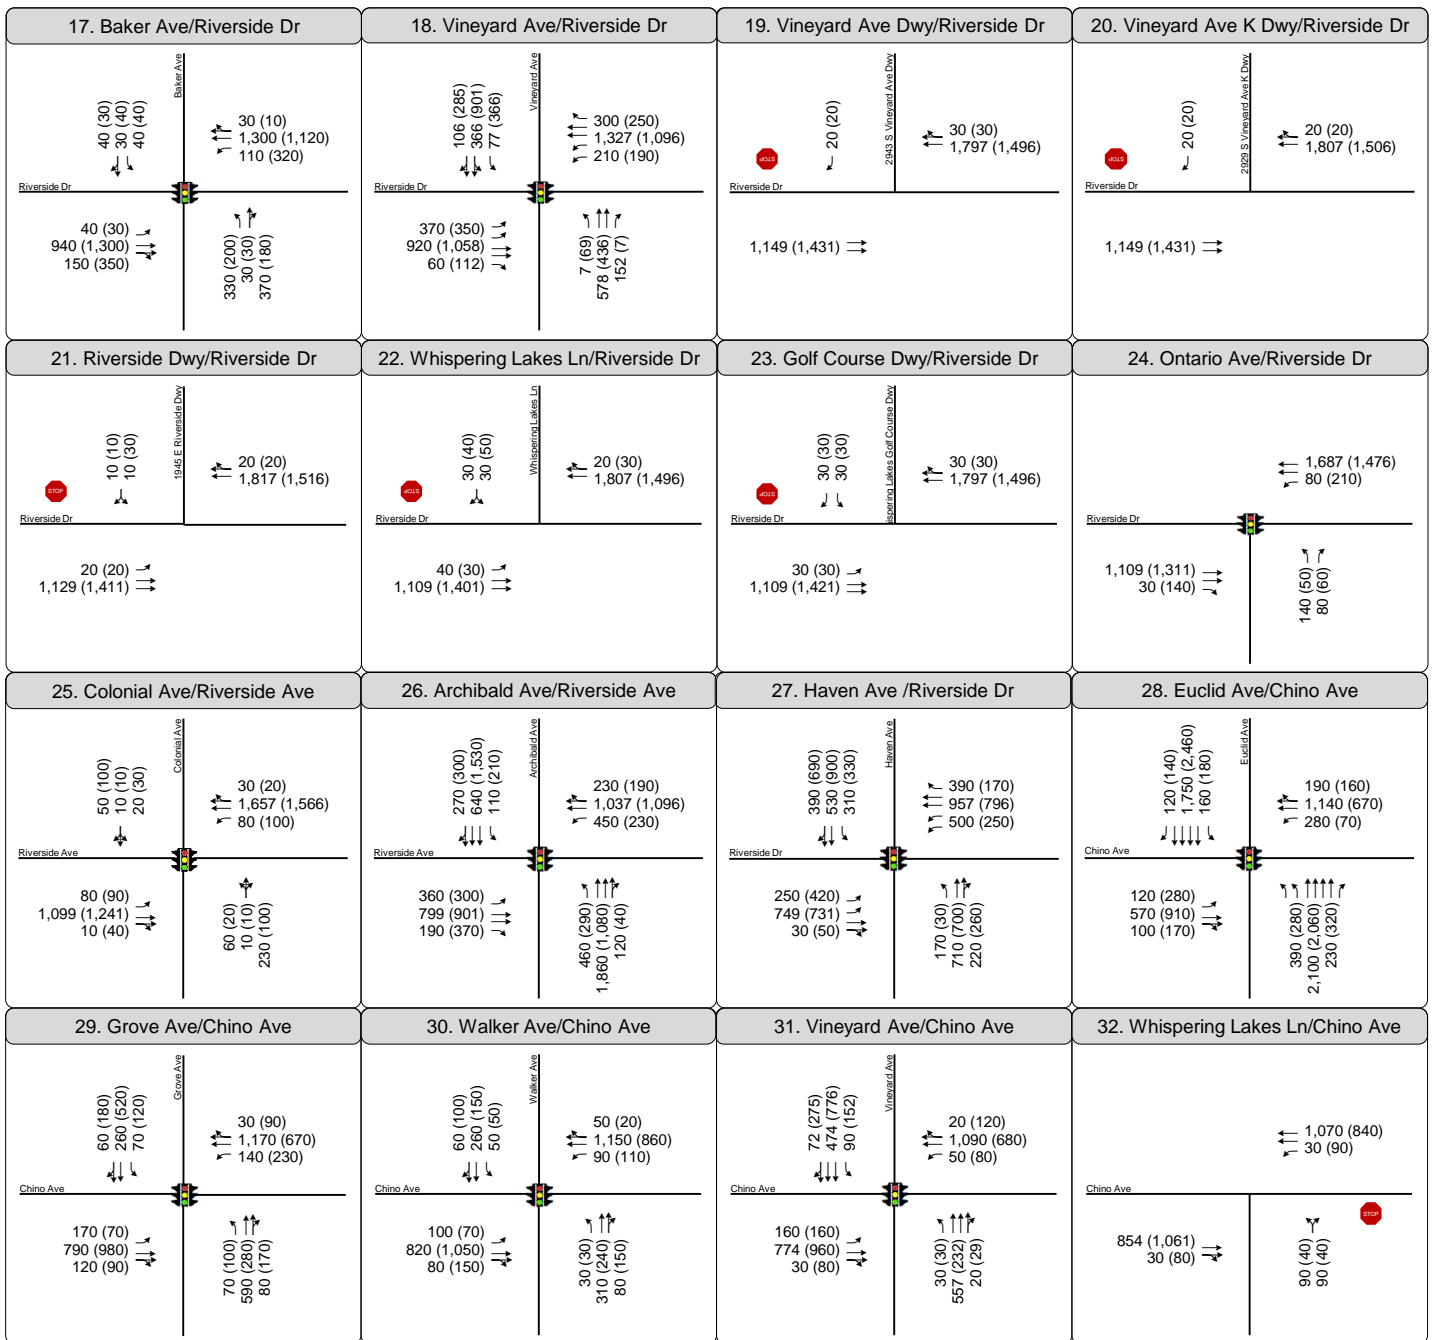 17. Baker Ave/Riverside Dr
Baker Ave
40 (30)
30 (40)
40 (40)
30 (10)
1,300 (1,120)
110 (320)
Riverside Dr
40 (30)
940 (1,300)
150 (350)
330 (200)
30 (30)
370 (180)
18. Vineyard Ave/Riverside Dr
Vineyard Ave
106 (285)
366 (901)
77 (366)
300 (250)
1,327 (1,096)
210 (190)
Riverside Dr
370 (350)
920 (1,058)
60 (112)
7 (69)
578 (436)
152 (7)
19. Vineyard Ave Dwy/Riverside Dr
2943 S Vineyard Ave Dwy
20 (20)
30 (30)
1,797 (1,496)
STOP
Riverside Dr
1,149 (1,431)
20. Vineyard Ave K Dwy/Riverside Dr
2929 S Vineyard Ave K Dwy
20 (20)
20 (20)
1,807 (1,506)
STOP
Riverside Dr
1,149 (1,431)
21. Riverside Dwy/Riverside Dr
1945 E Riverside Dwy
10 (10)
10 (30)
20 (20)
1,817 (1,516)
STOP
Riverside Dr
20 (20)
1,129 (1,411)
22. Whispering Lakes Ln/Riverside Dr
Whispering Lakes Ln
30 (40)
30 (50)
20 (30)
1,807 (1,496)
STOP
Riverside Dr
40 (30)
1,109 (1,401)
23. Golf Course Dwy/Riverside Dr
ispering Lakes Golf Course Dwy
30 (30)
30 (30)
30 (30)
1,797 (1,496)
STOP
Riverside Dr
30 (30)
1,109 (1,421)
24. Ontario Ave/Riverside Dr
1,687 (1,476)
80 (210)
Riverside Dr
1,109 (1,311)
30 (140)
140 (50)
80 (60)
25. Colonial Ave/Riverside Ave
Colonial Ave
50 (100)
10 (10)
20 (30)
30 (20)
1,657 (1,566)
80 (100)
Riverside Ave
80 (90)
1,099 (1,241)
10 (40)
60 (20)
10 (10)
230 (100)
26. Archibald Ave/Riverside Ave
Archibald Ave
270 (300)
640 (1,530)
110 (210)
230 (190)
1,037 (1,096)
450 (230)
Riverside Ave
360 (300)
799 (901)
190 (370)
460 (290)
1,860 (1,080)
120 (40)
27. Haven Ave /Riverside Dr
Haven Ave
390 (690)
530 (900)
310 (330)
390 (170)
957 (796)
500 (250)
Riverside Dr
250 (420)
749 (731)
30 (50)
170 (30)
710 (700)
220 (260)
28. Euclid Ave/Chino Ave
Euclid Ave
120 (140)
1,750 (2,460)
160 (180)
190 (160)
1,140 (670)
280 (70)
Chino Ave
120 (280)
570 (910)
100 (170)
390 (280)
2,100 (2,060)
230 (320)
29. Grove Ave/Chino Ave
Grove Ave
60 (180)
260 (520)
70 (120)
30 (90)
1,170 (670)
140 (230)
Chino Ave
170 (70)
790 (980)
120 (90)
70 (100)
590 (280)
80 (170)
30. Walker Ave/Chino Ave
Walker Ave
60 (100)
260 (150)
50 (50)
50 (20)
1,150 (860)
90 (110)
Chino Ave
100 (70)
820 (1,050)
80 (150)
30 (30)
310 (240)
80 (150)
31. Vineyard Ave/Chino Ave
Vineyard Ave
72 (275)
474 (776)
90 (152)
20 (120)
1,090 (680)
50 (80)
Chino Ave
160 (160)
774 (960)
30 (80)
30 (30)
557 (232)
20 (29)
32. Whispering Lakes Ln/Chino Ave
1,070 (840)
30 (90)
Chino Ave
STOP
854 (1,061)
30 (80)
90 (40)
90 (40)